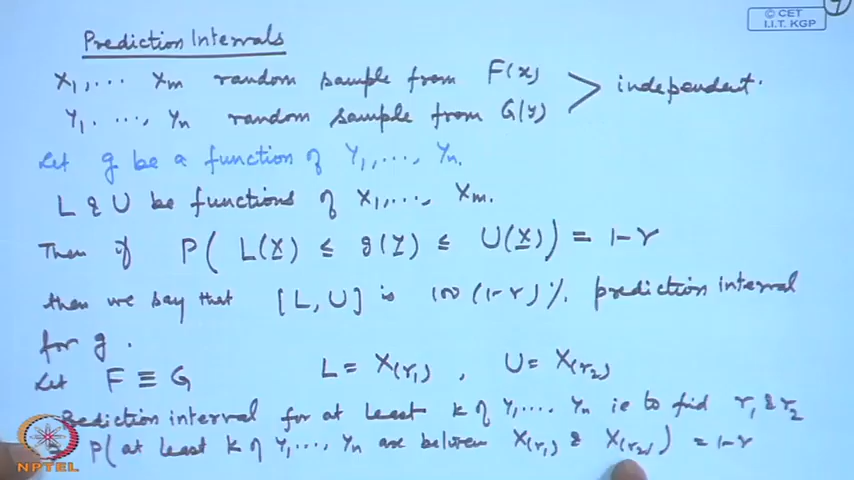 © CET
I.I.T. KGP
Prediction Intervals
X₁, ... Xₘ random sample from F(x)
Y₁. ..., Yₙ random sample from G(y) > independent.
Let g be a function of Y₁, ..., Yₙ.
L & U be functions of X₁, ..., Xₘ.
Then if P( L(X) ≤ g(Y) ≤ U(X) ) = 1-r
then we say that [L, U] is 100 (1-r) % prediction interval
for g.
Let F ≡ G L = X(r₁) , U = X(r₂)
Prediction interval for at least k of Y₁, ... Yₙ ie to find r₁ & r₂
P( at least k of Y₁, ... Yₙ are between X(r₁) & X(r₂) ) = 1-r
NPTEL